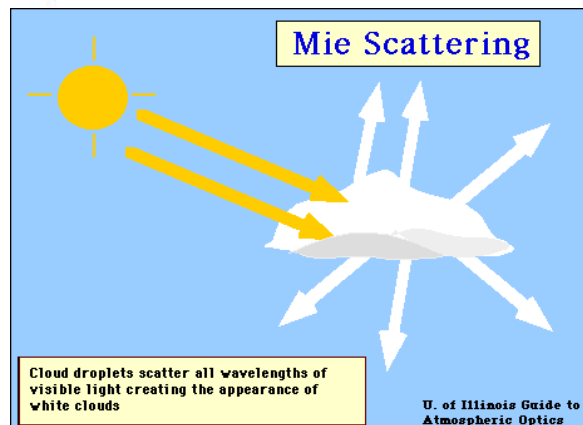 Mie Scattering
Cloud droplets scatter all wavelengths of
visible light creating the appearance of
white clouds
U. of Illinois Guide to
Atmospheric Optics